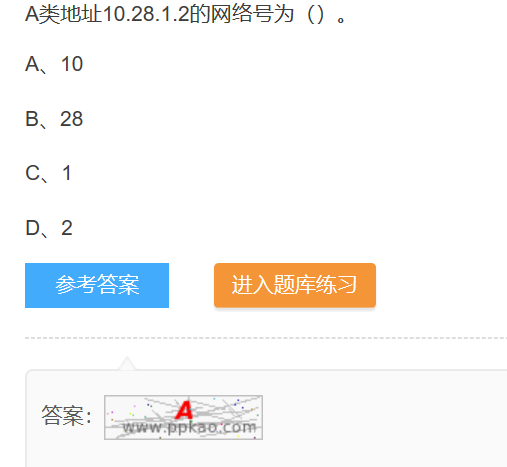 A类地址10.28.1.2的网络号为（）。
A、10
B、28
C、1
D、2
参考答案 进入题库练习
答案： A
www.ppkao.com